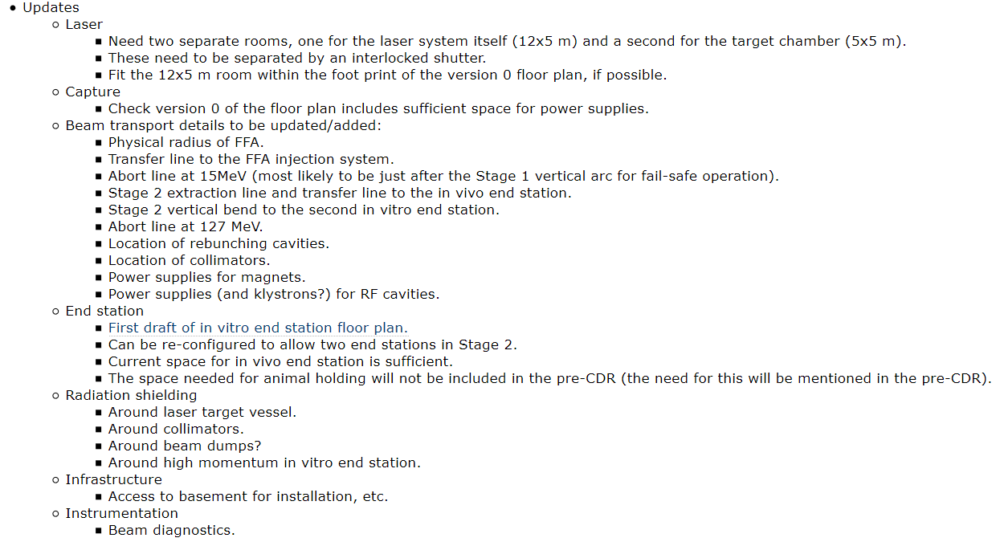 Updates
Laser
Need two separate rooms, one for the laser system itself (12x5 m) and a second for the target chamber (5x5 m).
These need to be separated by an interlocked shutter.
Fit the 12x5 m room within the foot print of the version 0 floor plan, if possible.
Capture
Check version 0 of the floor plan includes sufficient space for power supplies.
Beam transport details to be updated/added:
Physical radius of FFA.
Transfer line to the FFA injection system.
Abort line at 15MeV (most likely to be just after the Stage 1 vertical arc for fail-safe operation).
Stage 2 extraction line and transfer line to the in vivo end station.
Stage 2 vertical bend to the second in vitro end station.
Abort line at 127 MeV.
Location of rebunching cavities.
Location of collimators.
Power supplies for magnets.
Power supplies (and klystrons?) for RF cavities.
End station
First draft of in vitro end station floor plan.
Can be re-configured to allow two end stations in Stage 2.
Current space for in vivo end station is sufficient.
The space needed for animal holding will not be included in the pre-CDR (the need for this will be mentioned in the pre-CDR).
Radiation shielding
Around laser target vessel.
Around collimators.
Around beam dumps?
Around high momentum in vitro end station.
Infrastructure
Access to basement for installation, etc.
Instrumentation
Beam diagnostics.